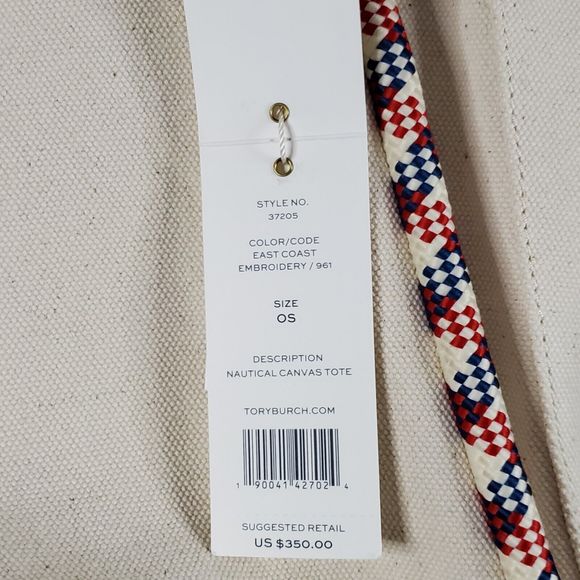 STYLE NO.
37205
COLOR/CODE
EAST COAST
EMBROIDERY / 961
SIZE
OS
DESCRIPTION
NAUTICAL CANVAS TOTE
TORYBURCH.COM
1 90041 42702 4
SUGGESTED RETAIL
US $350.00